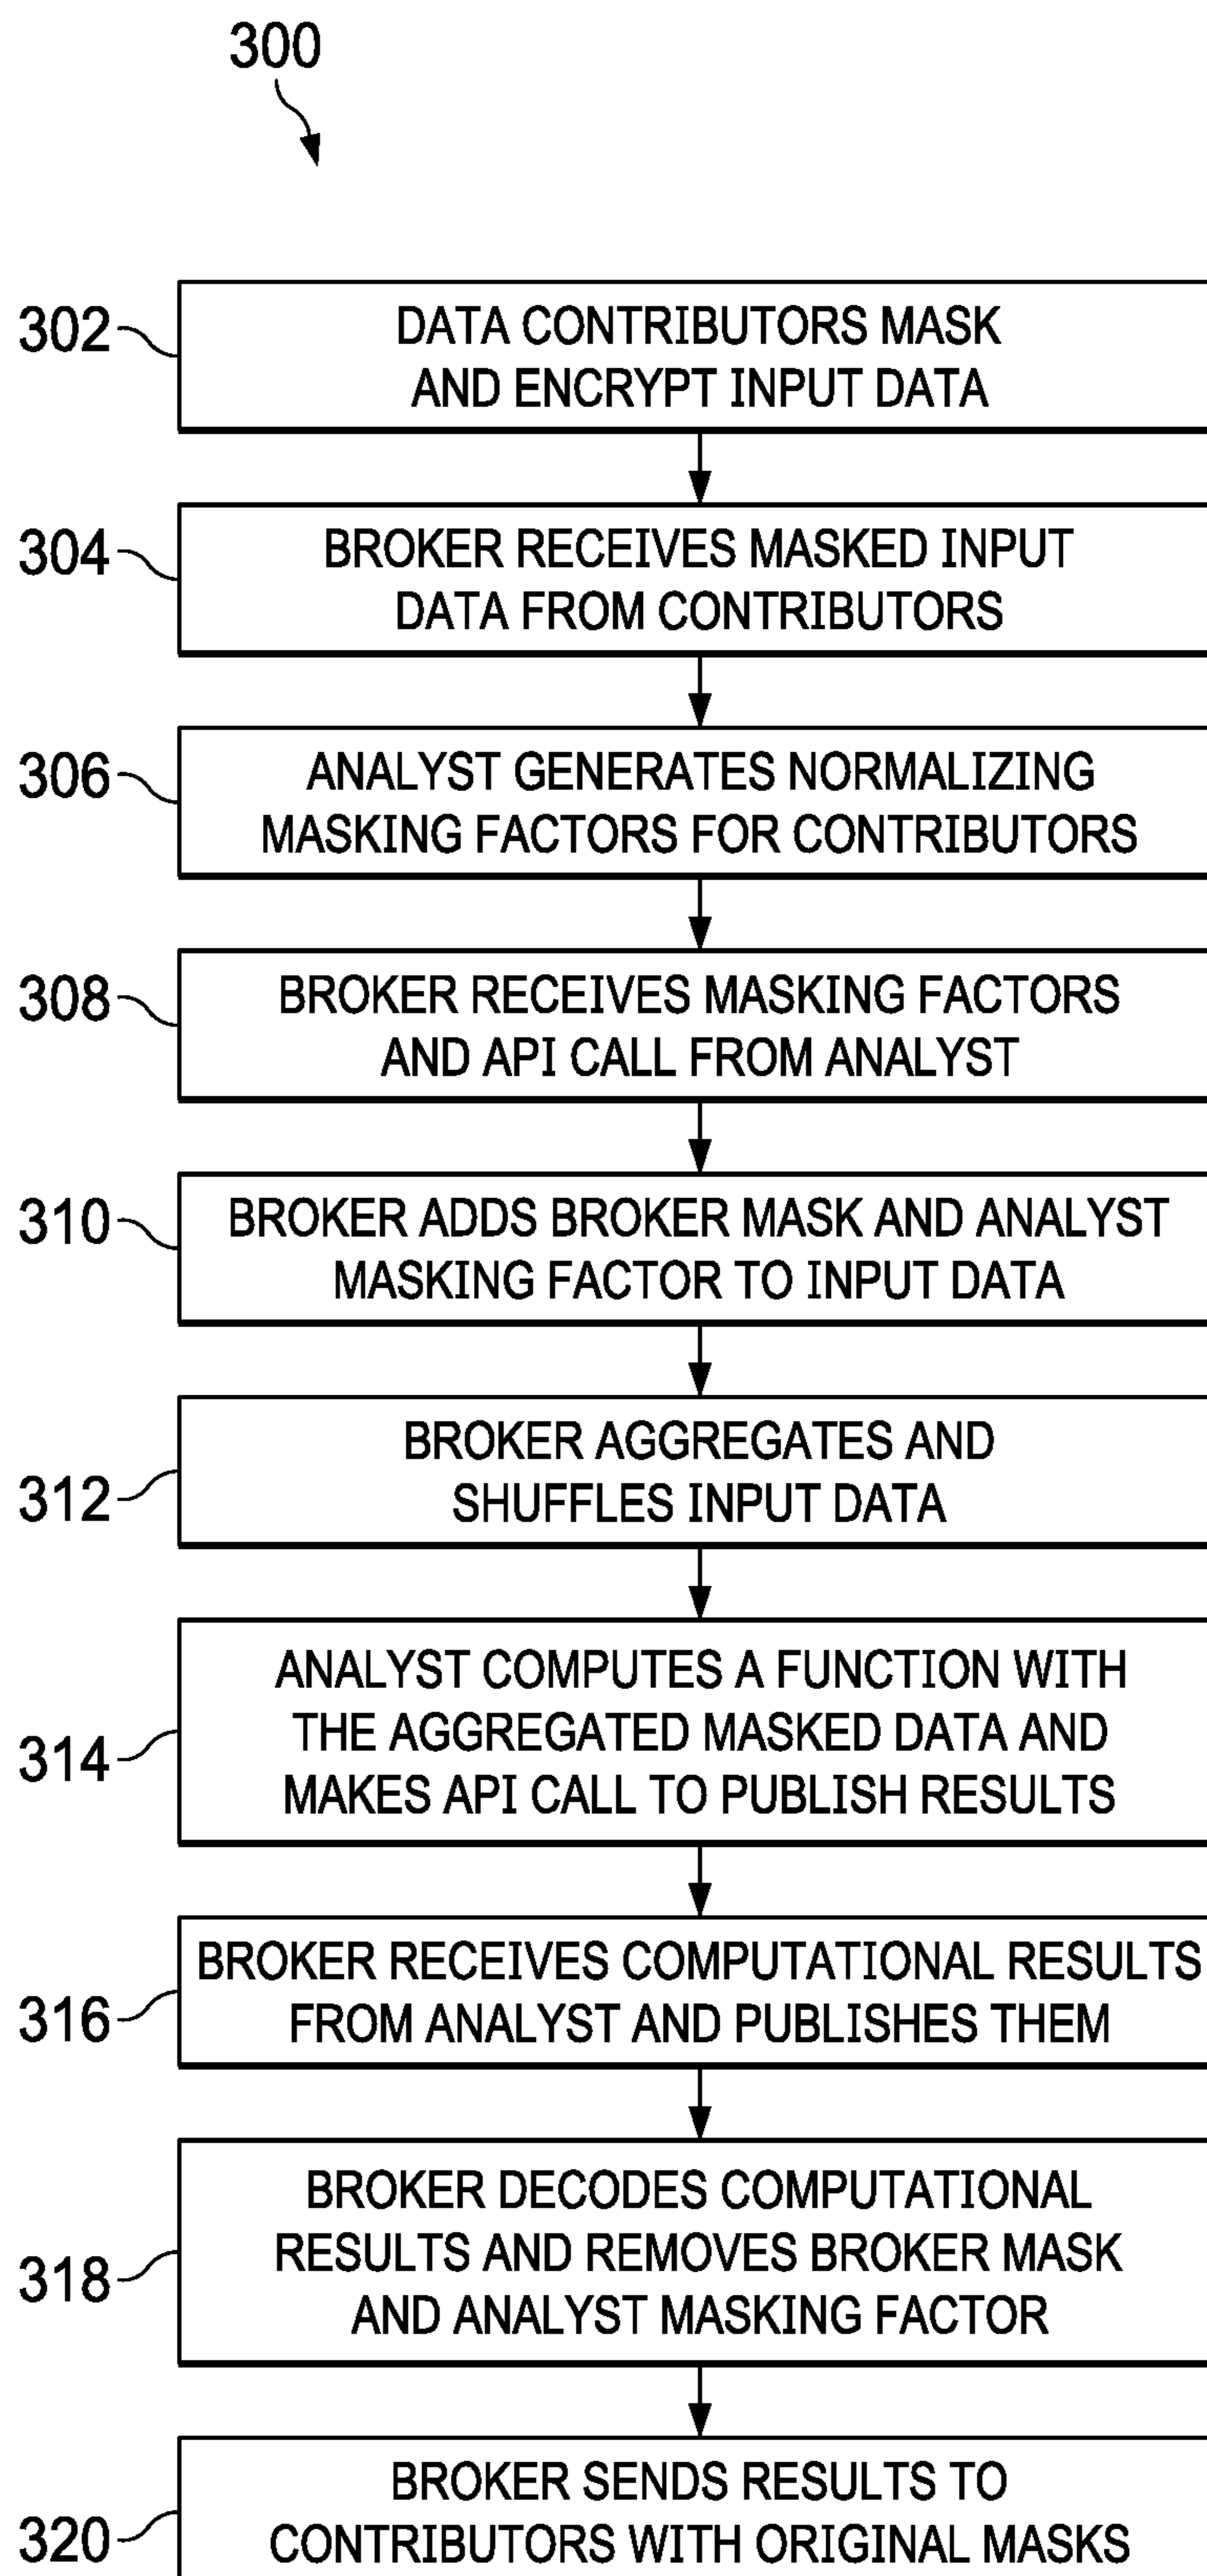 300
302
DATA CONTRIBUTORS MASK
AND ENCRYPT INPUT DATA
304
BROKER RECEIVES MASKED INPUT
DATA FROM CONTRIBUTORS
306
ANALYST GENERATES NORMALIZING
MASKING FACTORS FOR CONTRIBUTORS
308
BROKER RECEIVES MASKING FACTORS
AND API CALL FROM ANALYST
310
BROKER ADDS BROKER MASK AND ANALYST
MASKING FACTOR TO INPUT DATA
312
BROKER AGGREGATES AND
SHUFFLES INPUT DATA
314
ANALYST COMPUTES A FUNCTION WITH
THE AGGREGATED MASKED DATA AND
MAKES API CALL TO PUBLISH RESULTS
316
BROKER RECEIVES COMPUTATIONAL RESULTS
FROM ANALYST AND PUBLISHES THEM
318
BROKER DECODES COMPUTATIONAL
RESULTS AND REMOVES BROKER MASK
AND ANALYST MASKING FACTOR
320
BROKER SENDS RESULTS TO
CONTRIBUTORS WITH ORIGINAL MASKS